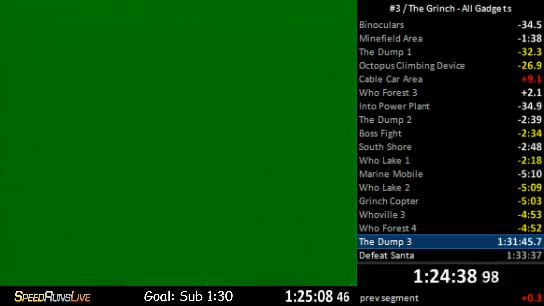 #3 / The Grinch - All Gadgets
Binoculars -34.5
Minefield Area -1:38
The Dump 1 -32.3
Octopus Climbing Device -26.9
Cable Car Area +9.1
Who Forest 3 +2.1
Into Power Plant -34.9
The Dump 2 -2:39
Boss Fight -2:34
South Shore -2:48
Who Lake 1 -2:18
Marine Mobile -5:10
Who Lake 2 -5:09
Grinch Copter -5:03
Whoville 3 -4:53
Who Forest 4 -4:52
The Dump 3 1:31:45.7
Defeat Santa 1:33:37
1:24:38 98
SpeedRunsLive Goal: Sub 1:30 1:25:08 46 prev segment +0.3